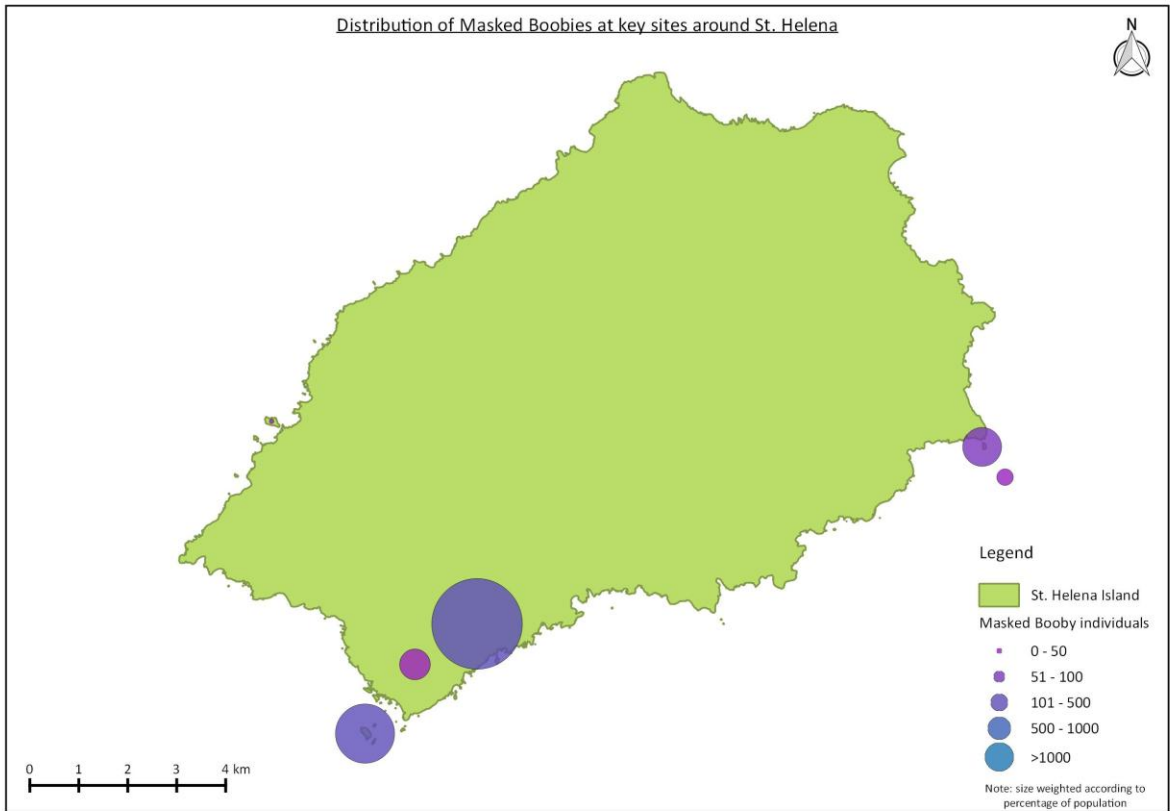 Distribution of Masked Boobies at key sites around St. Helena
N
Legend
St. Helena Island
Masked Booby individuals
0 - 50
51 - 100
101 - 500
500 - 1000
>1000
Note: size weighted according to
percentage of population
0 1 2 3 4 km